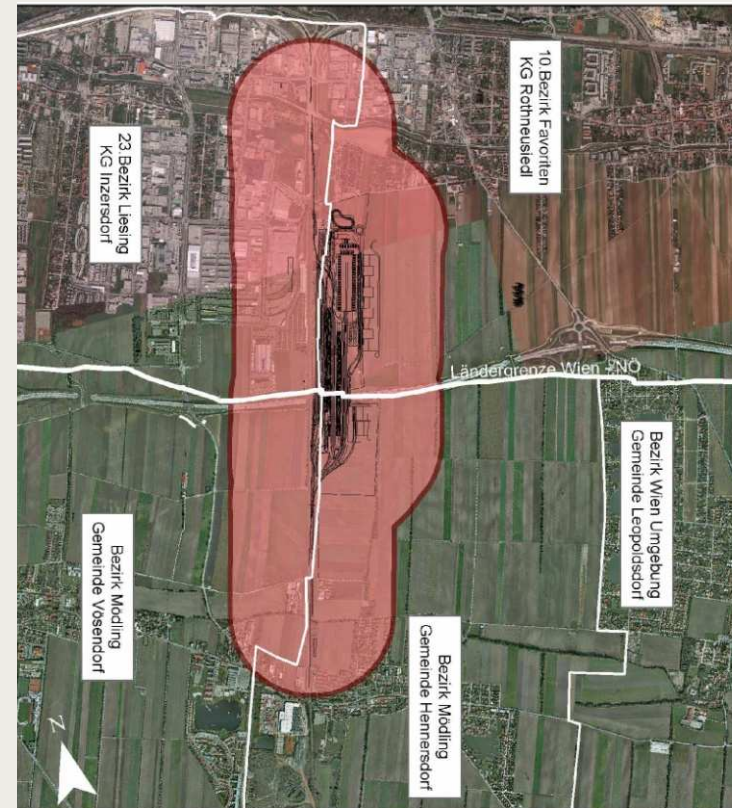 10.Bezirk Favoriten
KG Rothneusiedl
23.Bezirk Liesing
KG Inzersdorf
Ländergrenze Wien - NÖ
Bezirk Wien Umgebung
Gemeinde Leopoldsdorf
Bezirk Mödling
Gemeinde Vösendorf
Bezirk Mödling
Gemeinde Hennersdorf
N